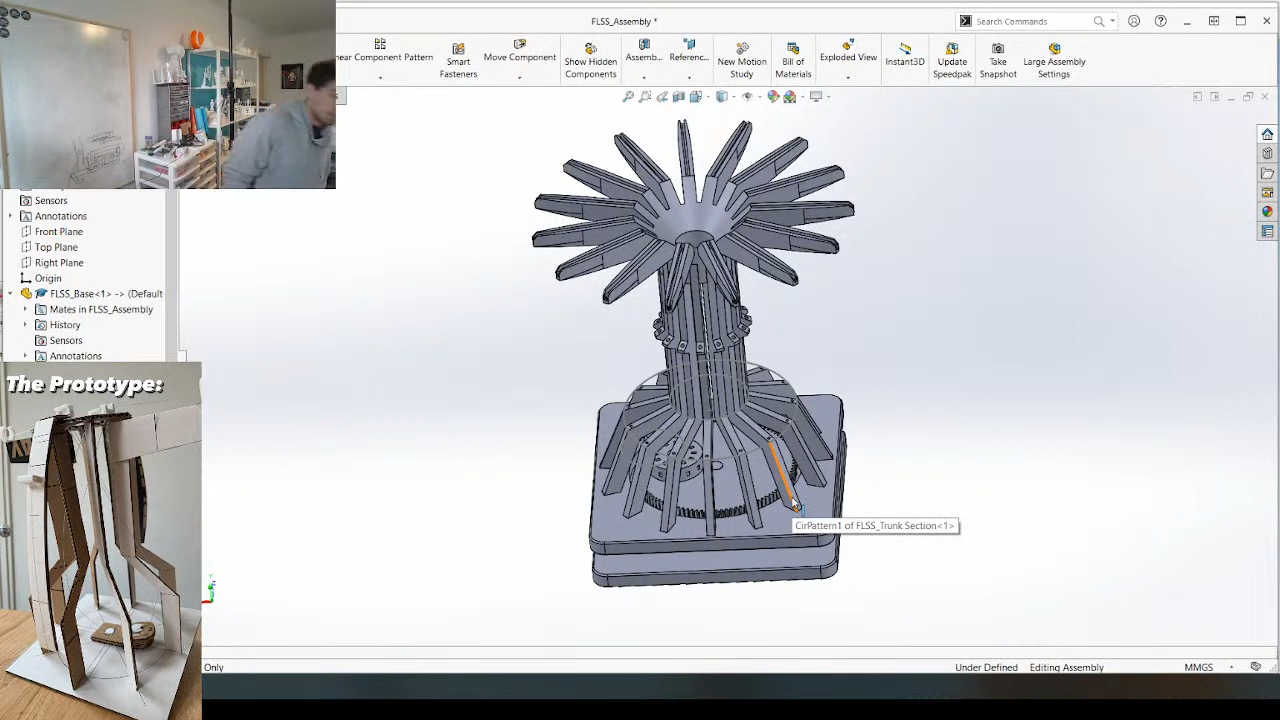 FLSS_Assembly *
Search Commands
near Component Pattern
Smart
Fasteners
Move Component
Show Hidden
Components
Assemb...
Referenc...
New Motion
Study
Bill of
Materials
Exploded View
Instant3D
Update
Speedpak
Take
Snapshot
Large Assembly
Settings
Sensors
Annotations
Front Plane
Top Plane
Right Plane
Origin
FLSS_Base<1> -> (Default
Mates in FLSS_Assembly
History
Sensors
Annotations
The Prototype:
CirPattern1 of FLSS_Trunk Section<1>
Only
Under Defined
Editing Assembly
MMGS